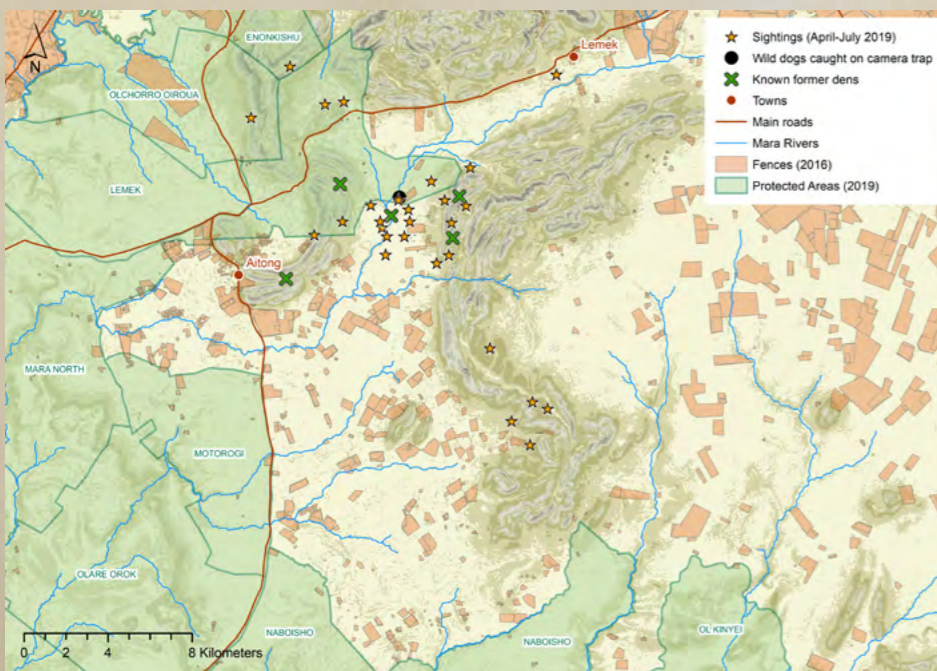 N
ENONKISHU
Lemek
OLCHORRO OIROUA
LEMEK
Aitong
MARA NORTH
MOTOROGI
OLARE OROK
NABOISHO
NABOISHO
OL KINYEI
0 2 4 8 Kilometers
Sightings (April-July 2019)
Wild dogs caught on camera trap
Known former dens
Towns
Main roads
Mara Rivers
Fences (2016)
Protected Areas (2019)